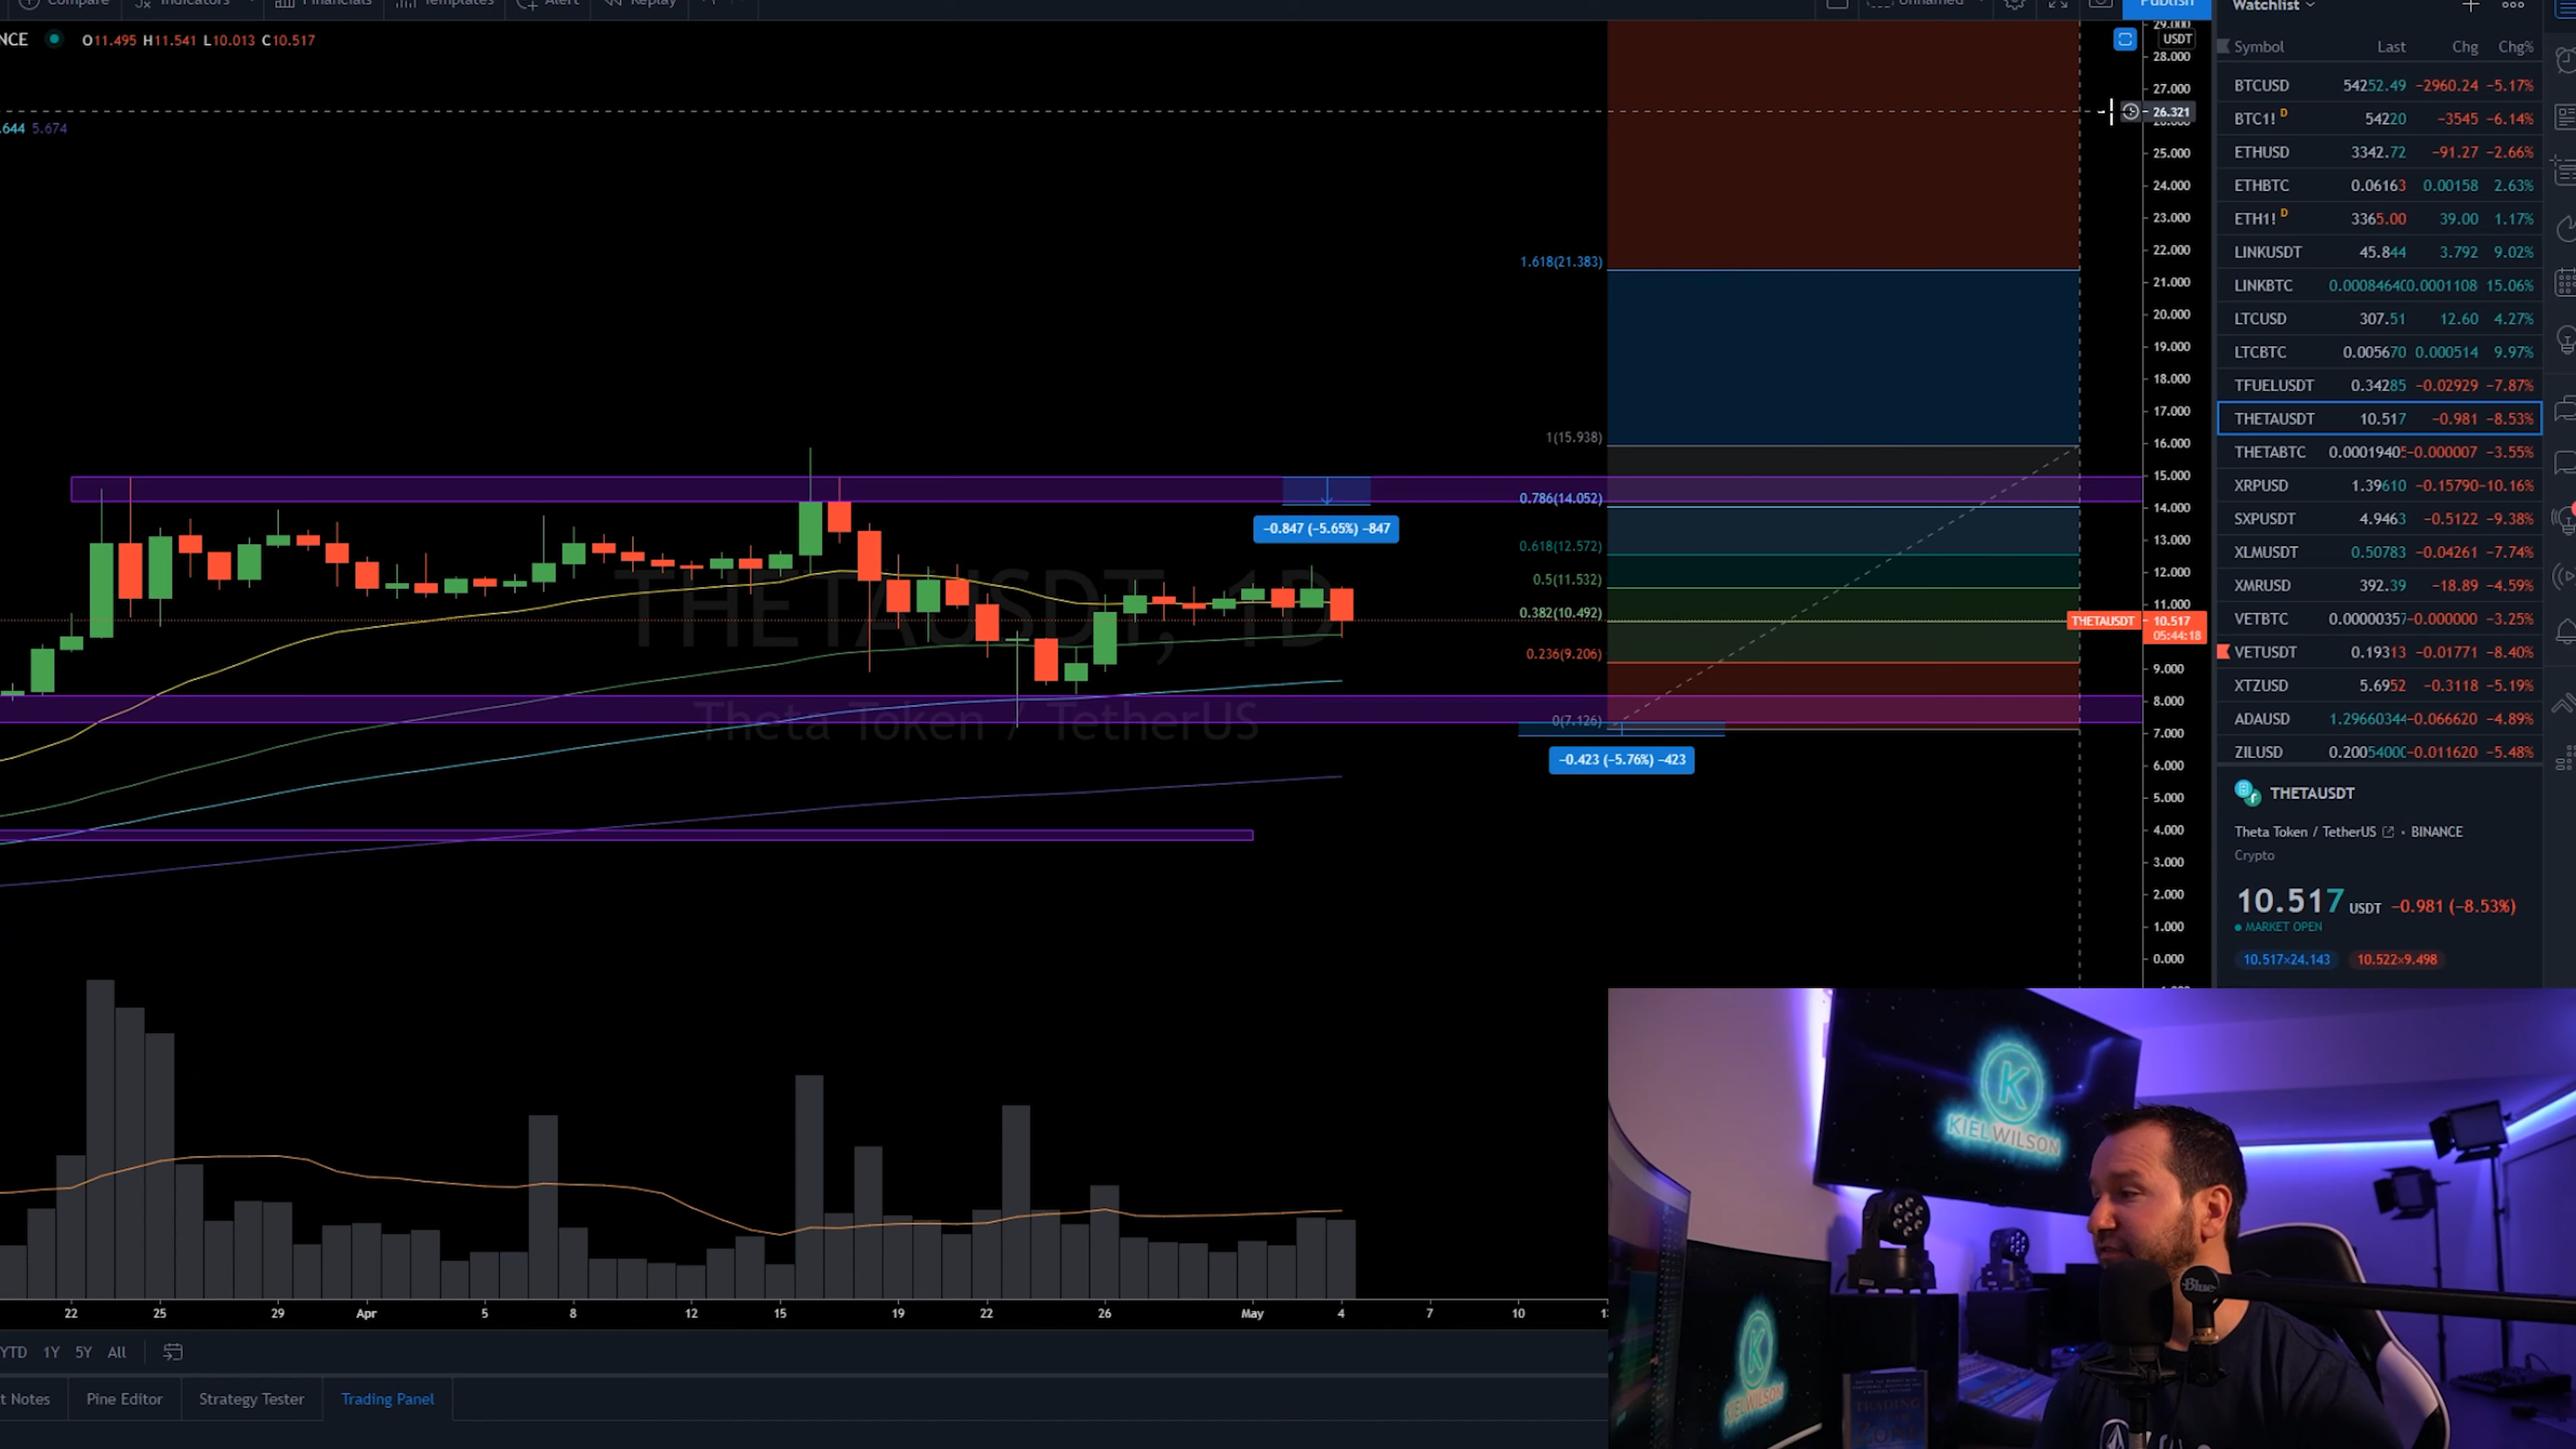 Compare Indicators Financials Templates Alert Replay Unnamed Publish
NCE O11.495 H11.541 L10.013 C10.517
.644 5.674
THETAUSDT, 1D
Theta Token / TetherUS
-0.847 (-5.65%) -847
-0.423 (-5.76%) -423
1.618(21.383)
1(15.938)
0.786(14.052)
0.618(12.572)
0.5(11.532)
0.382(10.492)
0.236(9.206)
0(7.126)
29.000
USDT
28.000
27.000
26.321
25.000
24.000
23.000
22.000
21.000
20.000
19.000
18.000
17.000
16.000
15.000
14.000
13.000
12.000
11.000
THETAUSDT 10.517
05:44:18
9.000
8.000
7.000
6.000
5.000
4.000
3.000
2.000
1.000
0.000
22 25 29 Apr 5 8 12 15 19 22 26 May 4 7 10
YTD 1Y 5Y All
t Notes Pine Editor Strategy Tester Trading Panel
Watchlist
Symbol Last Chg Chg%
BTCUSD 54252.49 -2960.24 -5.17%
BTC1! D 54220 -3545 -6.14%
ETHUSD 3342.72 -91.27 -2.66%
ETHBTC 0.06163 0.00158 2.63%
ETH1! D 3365.00 39.00 1.17%
LINKUSDT 45.844 3.792 9.02%
LINKBTC 0.0008464 0.0001108 15.06%
LTCUSD 307.51 12.60 4.27%
LTCBTC 0.005670 0.000514 9.97%
TFUELUSDT 0.34285 -0.02929 -7.87%
THETAUSDT 10.517 -0.981 -8.53%
THETABTC 0.0001940 -0.000007 -3.55%
XRPUSD 1.39610 -0.15790 -10.16%
SXPUSDT 4.9463 -0.5122 -9.38%
XLMUSDT 0.50783 -0.04261 -7.74%
XMRUSD 392.39 -18.89 -4.59%
VETBTC 0.00000357 -0.000000 -3.25%
VETUSDT 0.19313 -0.01771 -8.40%
XTZUSD 5.6952 -0.3118 -5.19%
ADAUSD 1.29660344 -0.066620 -4.89%
ZILUSD 0.2005400 -0.011620 -5.48%
THETAUSDT
Theta Token / TetherUS • BINANCE
Crypto
10.517 USDT -0.981 (-8.53%)
MARKET OPEN
10.517×24.143 10.522×9.498
K
KIELWILSON
K
KIELWILSON
Blue
TRADING